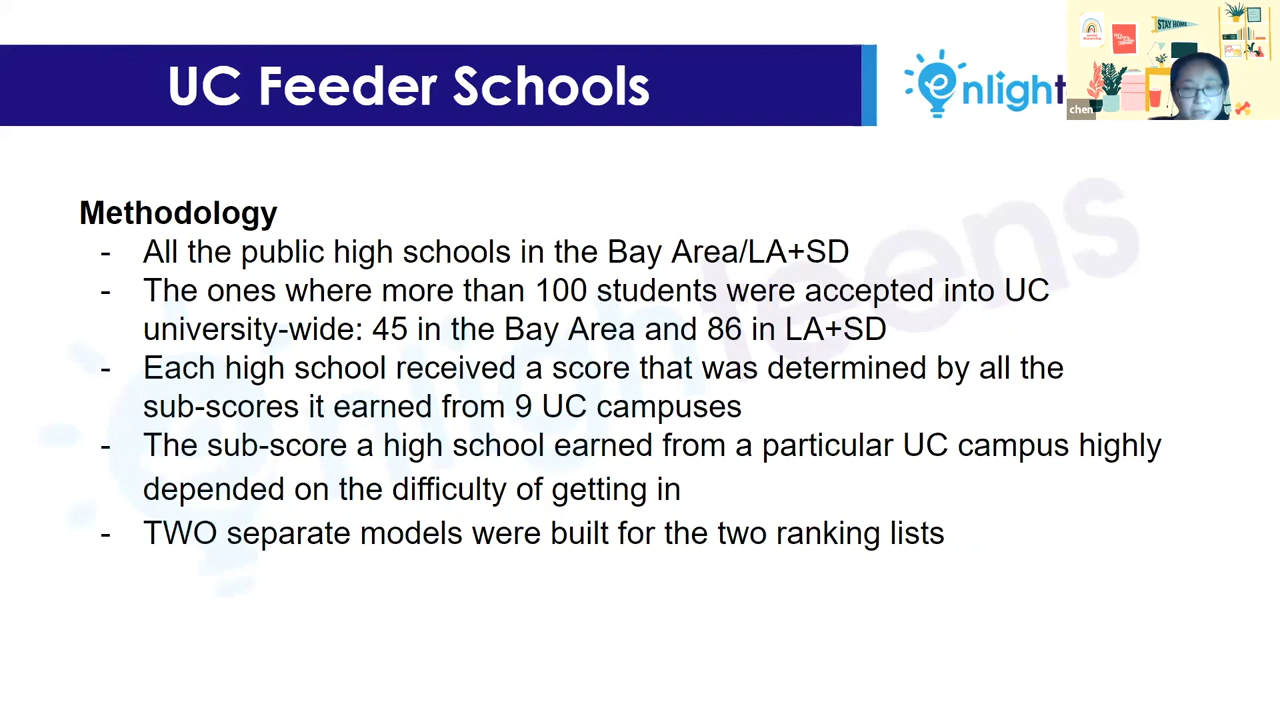 UC Feeder Schools
enlight
STAY HOME
chen
Methodology
- All the public high schools in the Bay Area/LA+SD
- The ones where more than 100 students were accepted into UC
university-wide: 45 in the Bay Area and 86 in LA+SD
- Each high school received a score that was determined by all the
sub-scores it earned from 9 UC campuses
- The sub-score a high school earned from a particular UC campus highly
depended on the difficulty of getting in
- TWO separate models were built for the two ranking lists
enlighteens